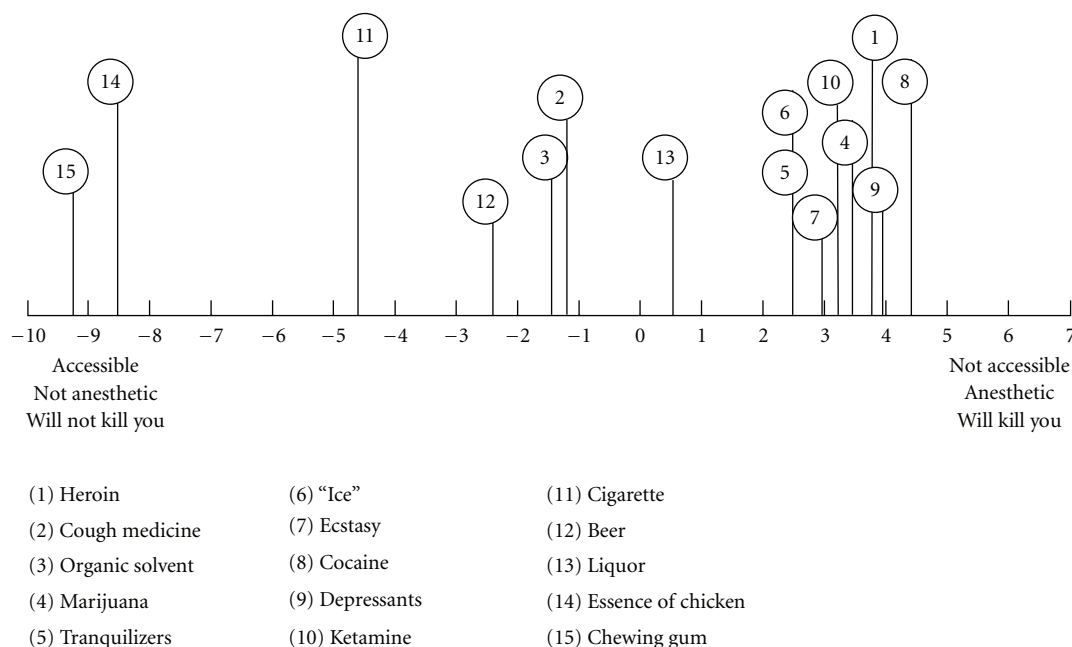 11
1
14
10
8
2
6
4
3
13
15
5
9
12
7
−10 −9 −8 −7 −6 −5 −4 −3 −2 −1 0 1 2 3 4 5 6 7
Accessible
Not anesthetic
Will not kill you
Not accessible
Anesthetic
Will kill you
(1) Heroin
(2) Cough medicine
(3) Organic solvent
(4) Marijuana
(5) Tranquilizers
(6) “Ice”
(7) Ecstasy
(8) Cocaine
(9) Depressants
(10) Ketamine
(11) Cigarette
(12) Beer
(13) Liquor
(14) Essence of chicken
(15) Chewing gum